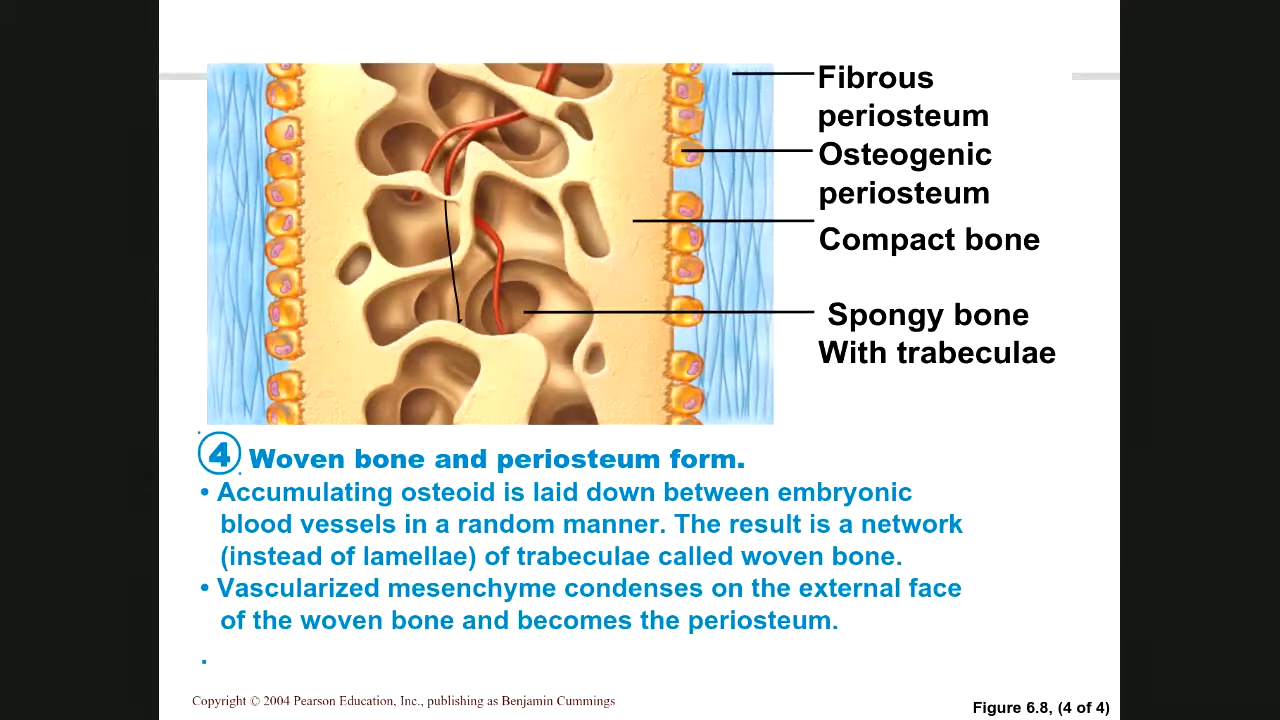 Fibrous
periosteum
Osteogenic
periosteum
Compact bone
Spongy bone
With trabeculae
4 Woven bone and periosteum form.
• Accumulating osteoid is laid down between embryonic
blood vessels in a random manner. The result is a network
(instead of lamellae) of trabeculae called woven bone.
• Vascularized mesenchyme condenses on the external face
of the woven bone and becomes the periosteum.
.
Copyright © 2004 Pearson Education, Inc., publishing as Benjamin Cummings
Figure 6.8, (4 of 4)